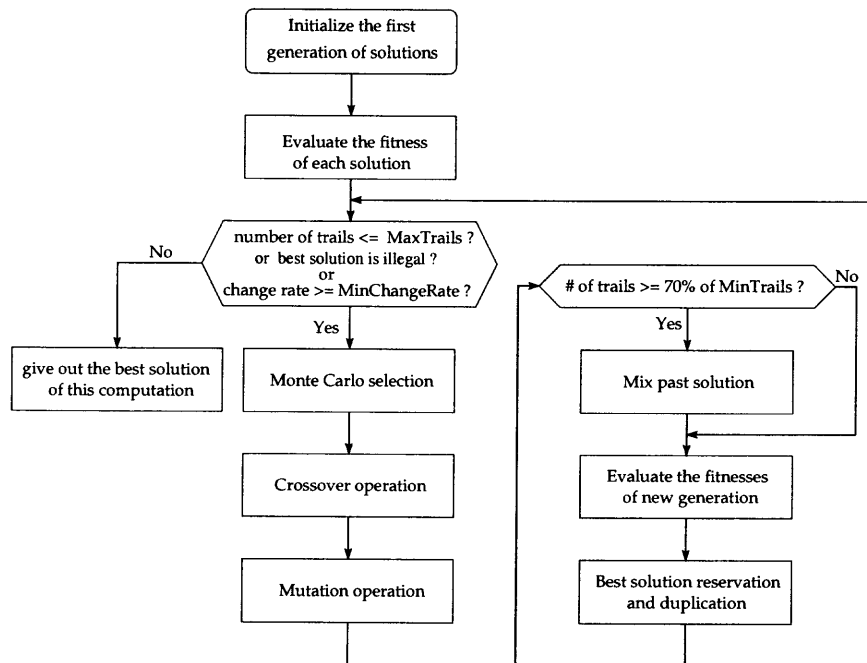 Initialize the first
generation of solutions
Evaluate the fitness
of each solution
number of trails <= MaxTrails ?
or best solution is illegal ?
or
change rate >= MinChangeRate ?
No
Yes
give out the best solution
of this computation
Monte Carlo selection
Crossover operation
Mutation operation
# of trails >= 70% of MinTrails ?
No
Yes
Mix past solution
Evaluate the fitnesses
of new generation
Best solution reservation
and duplication